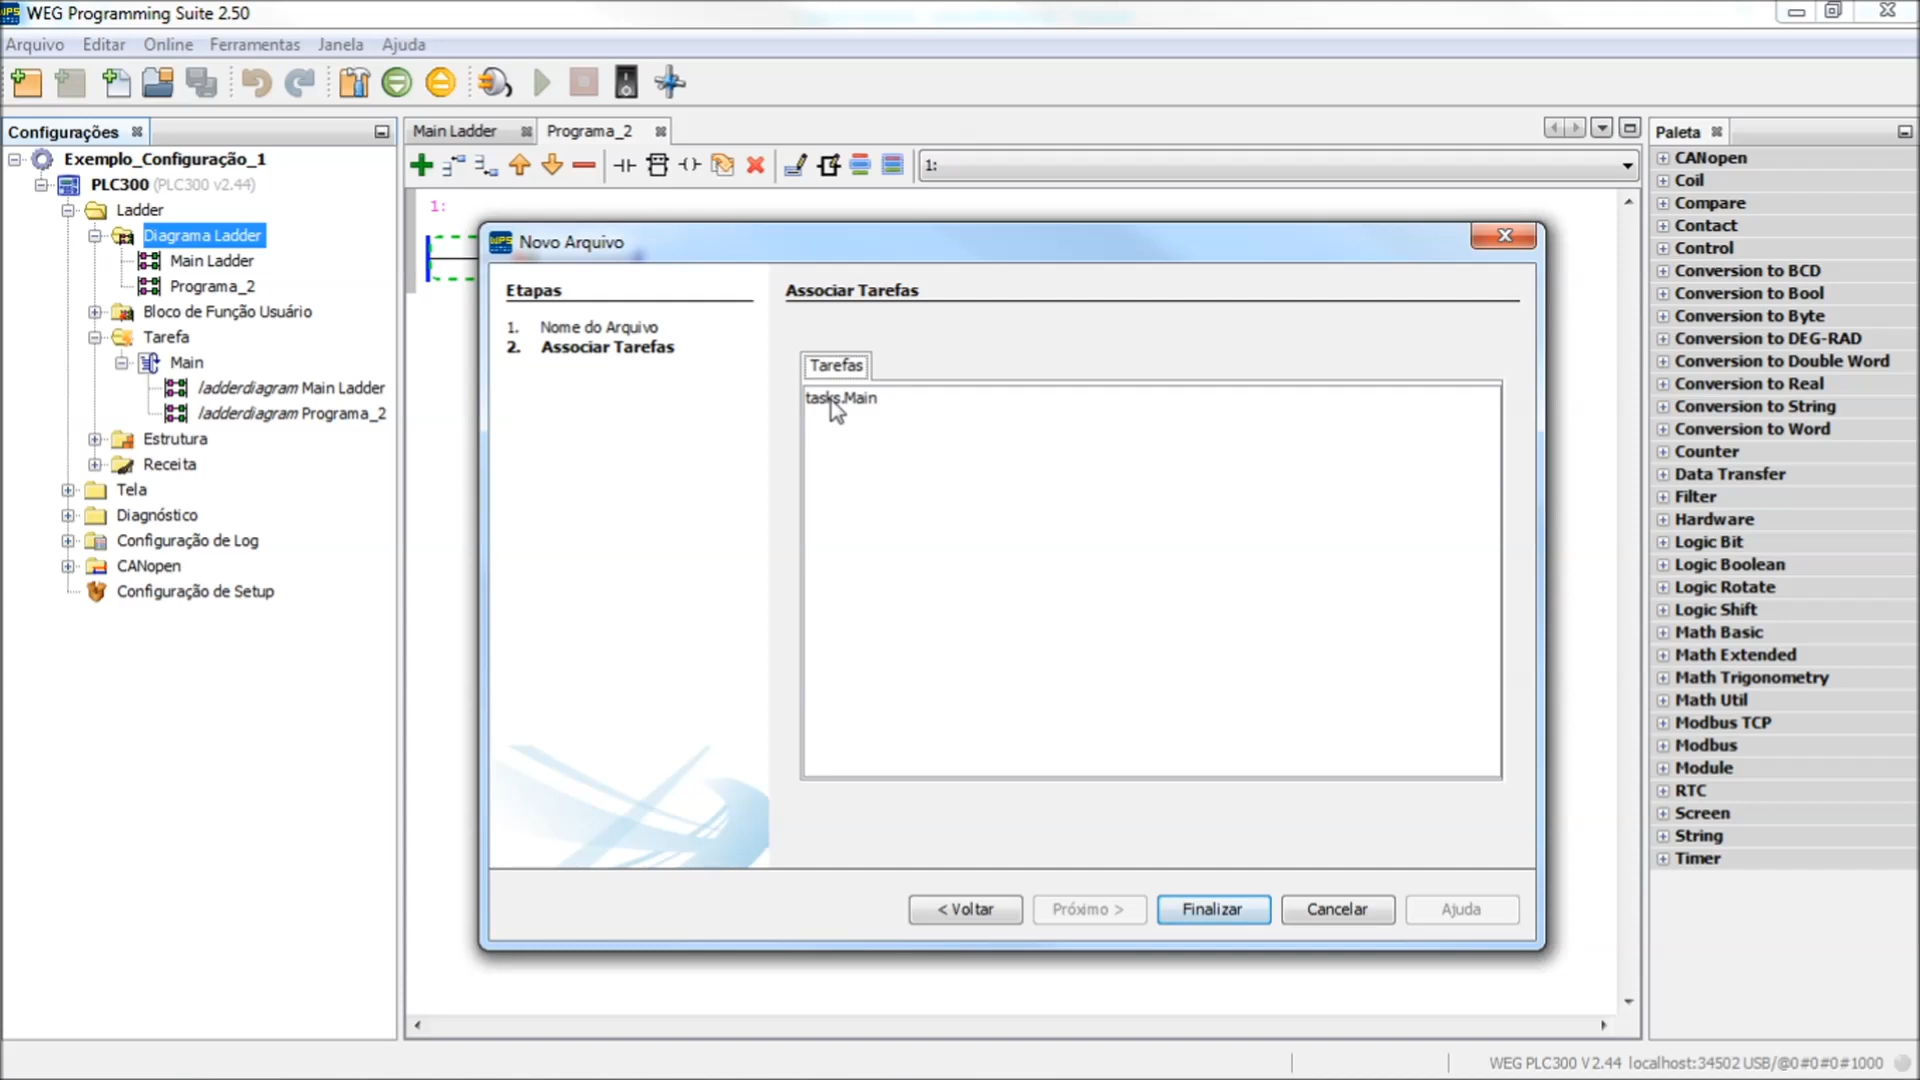 WEG Programming Suite 2.50
Arquivo Editar Online Ferramentas Janela Ajuda
Configurações
Exemplo_Configuração_1
PLC300 (PLC300 v2.44)
Ladder
Diagrama Ladder
Main Ladder
Programa_2
Bloco de Função Usuário
Tarefa
Main
ladderdiagram Main Ladder
ladderdiagram Programa_2
Estrutura
Receita
Tela
Diagnóstico
Configuração de Log
CANopen
Configuração de Setup
Main Ladder Programa_2
1:
1:
Novo Arquivo
Etapas
1. Nome do Arquivo
2. Associar Tarefas
Associar Tarefas
Tarefas
tasks.Main
< Voltar Próximo > Finalizar Cancelar Ajuda
Paleta
CANopen
Coil
Compare
Contact
Control
Conversion to BCD
Conversion to Bool
Conversion to Byte
Conversion to DEG-RAD
Conversion to Double Word
Conversion to Real
Conversion to String
Conversion to Word
Counter
Data Transfer
Filter
Hardware
Logic Bit
Logic Boolean
Logic Rotate
Logic Shift
Math Basic
Math Extended
Math Trigonometry
Math Util
Modbus TCP
Modbus
Module
RTC
Screen
String
Timer
WEG PLC300 V2.44 localhost:34502 USB/@0#0#0#1000